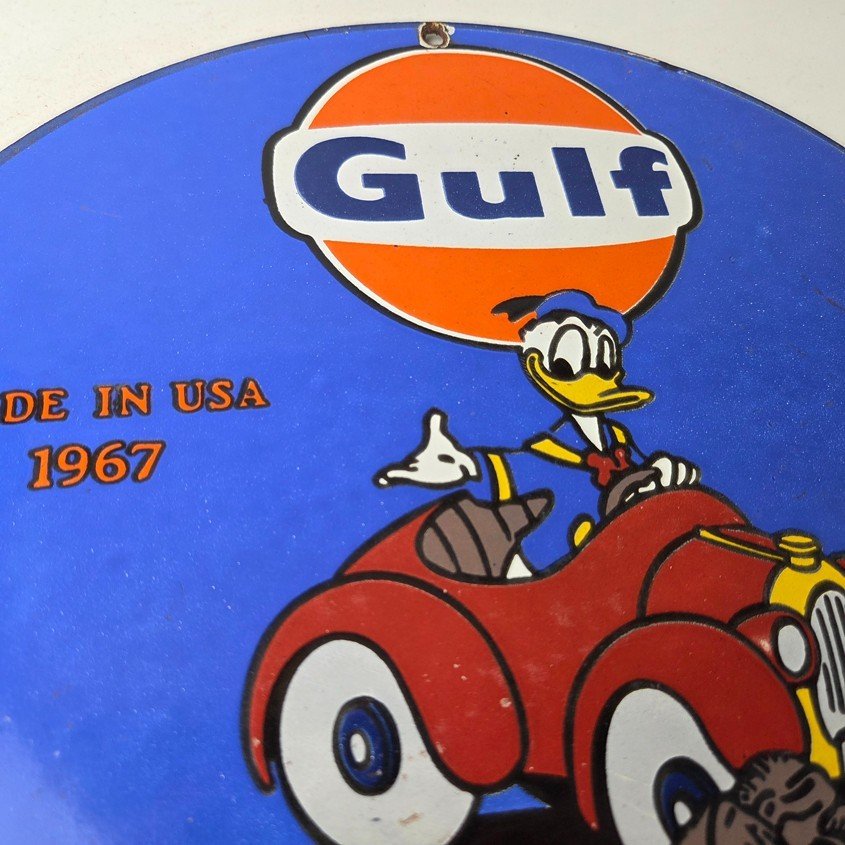 Gulf
DE IN USA
1967